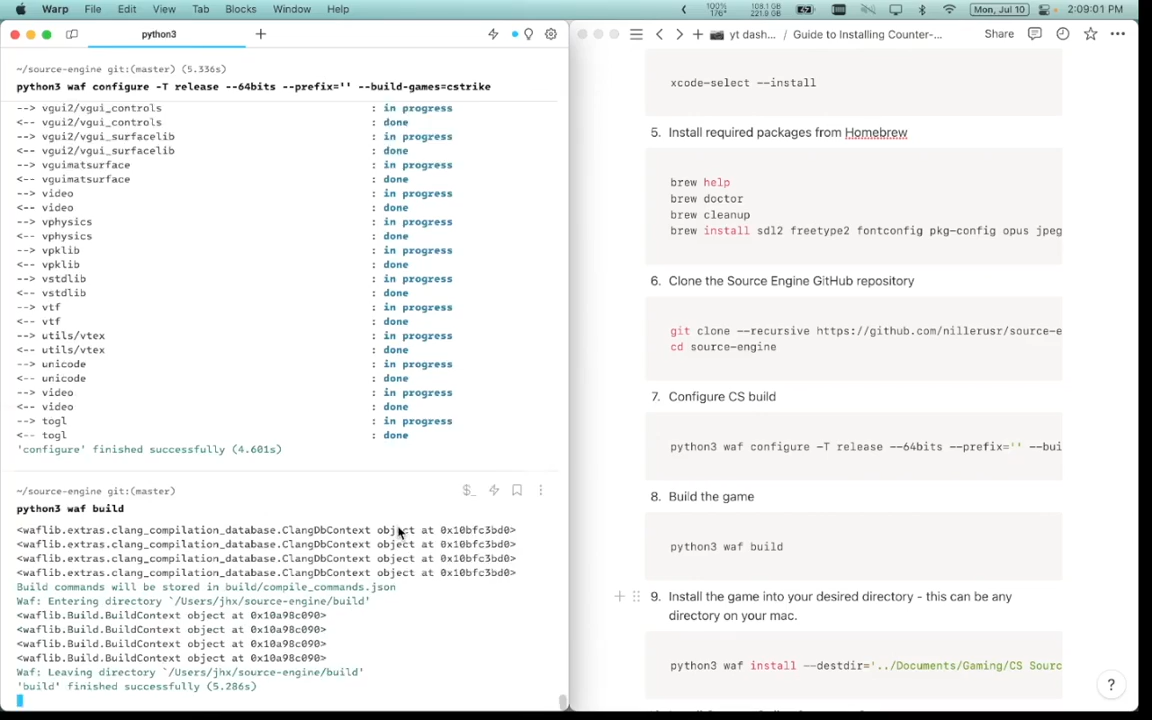 Warp File Edit View Tab Blocks Window Help
100% 176* 108.1 GB 221.9 GB Mon, Jul 10 2:09:01 PM
python3
~/source-engine git:(master) (5.336s)
python3 waf configure -T release --64bits --prefix='' --build-games=cstrike
--> vgui2/vgui_controls : in progress
<-- vgui2/vgui_controls : done
--> vgui2/vgui_surfacelib : in progress
<-- vgui2/vgui_surfacelib : done
--> vguimatsurface : in progress
<-- vguimatsurface : done
--> video : in progress
<-- video : done
--> vphysics : in progress
<-- vphysics : done
--> vpklib : in progress
<-- vpklib : done
--> vstdlib : in progress
<-- vstdlib : done
--> vtf : in progress
<-- vtf : done
--> utils/vtex : in progress
<-- utils/vtex : done
--> unicode : in progress
<-- unicode : done
--> video : in progress
<-- video : done
--> togl : in progress
<-- togl : done
'configure' finished successfully (4.601s)
~/source-engine git:(master)
$_
python3 waf build
<waflib.extras.clang_compilation_database.ClangDbContext object at 0x10bfc3bd0>
<waflib.extras.clang_compilation_database.ClangDbContext object at 0x10bfc3bd0>
<waflib.extras.clang_compilation_database.ClangDbContext object at 0x10bfc3bd0>
<waflib.extras.clang_compilation_database.ClangDbContext object at 0x10bfc3bd0>
Build commands will be stored in build/compile_commands.json
Waf: Entering directory `/Users/jhx/source-engine/build'
<waflib.Build.BuildContext object at 0x10a98c090>
<waflib.Build.BuildContext object at 0x10a98c090>
<waflib.Build.BuildContext object at 0x10a98c090>
<waflib.Build.BuildContext object at 0x10a98c090>
Waf: Leaving directory `/Users/jhx/source-engine/build'
'build' finished successfully (5.286s)
yt dash... / Guide to Installing Counter-... Share
xcode-select --install
5. Install required packages from Homebrew
brew help
brew doctor
brew cleanup
brew install sdl2 freetype2 fontconfig pkg-config opus jpeg
6. Clone the Source Engine GitHub repository
git clone --recursive https://github.com/nillerusr/source-e
cd source-engine
7. Configure CS build
python3 waf configure -T release --64bits --prefix='' --bui
8. Build the game
python3 waf build
9. Install the game into your desired directory - this can be any
directory on your mac.
python3 waf install --destdir='../Documents/Gaming/CS Sourc
?